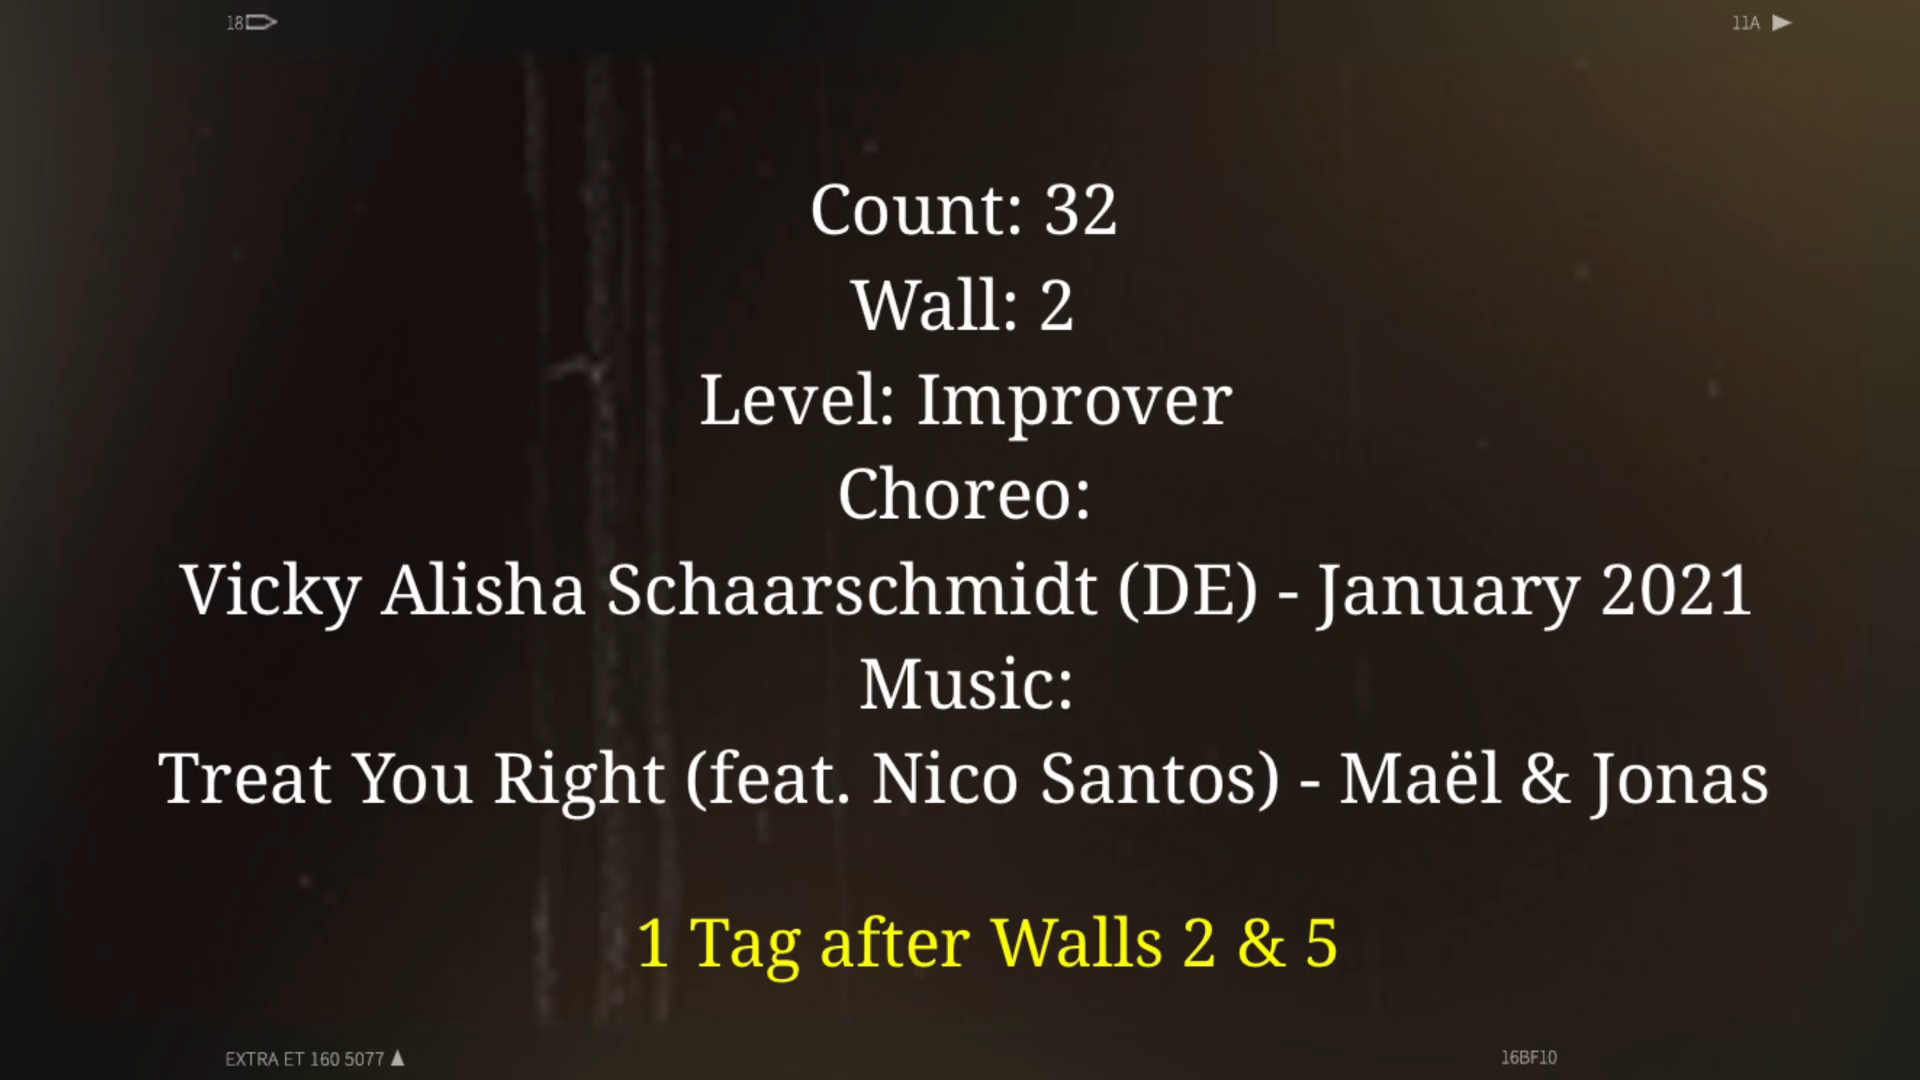 18
11A
Count: 32
Wall: 2
Level: Improver
Choreo:
Vicky Alisha Schaarschmidt (DE) - January 2021
Music:
Treat You Right (feat. Nico Santos) - Maël & Jonas
1 Tag after Walls 2 & 5
EXTRA ET 160 5077
16BF10